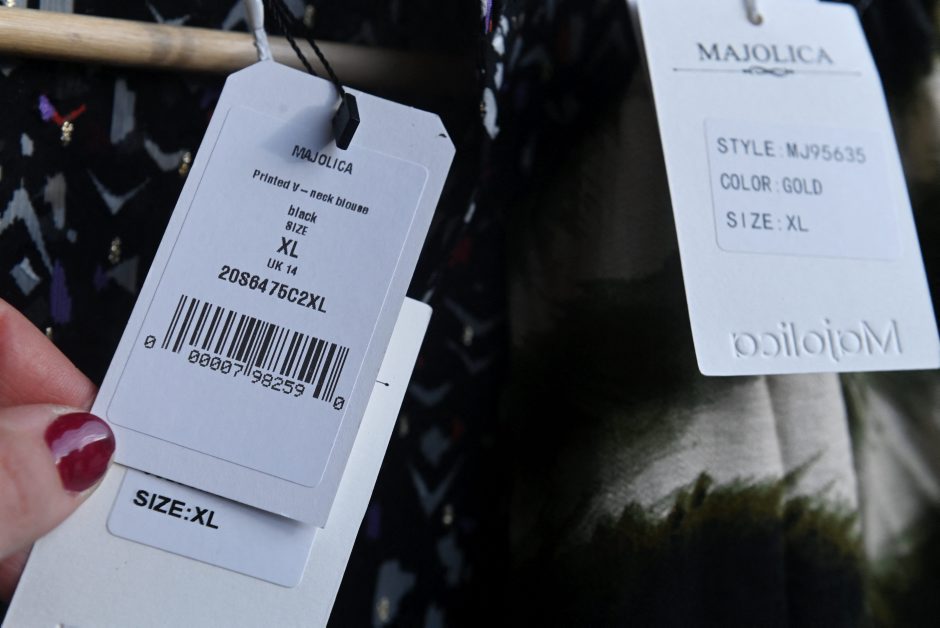 MAJOLICA
Printed V-neck blouse
black
SIZE
XL
UK 14
20S6475C2XL
0 00007 98259 0
SIZE:XL
MAJOLICA
STYLE:MJ95635
COLOR:GOLD
SIZE:XL
Majolica